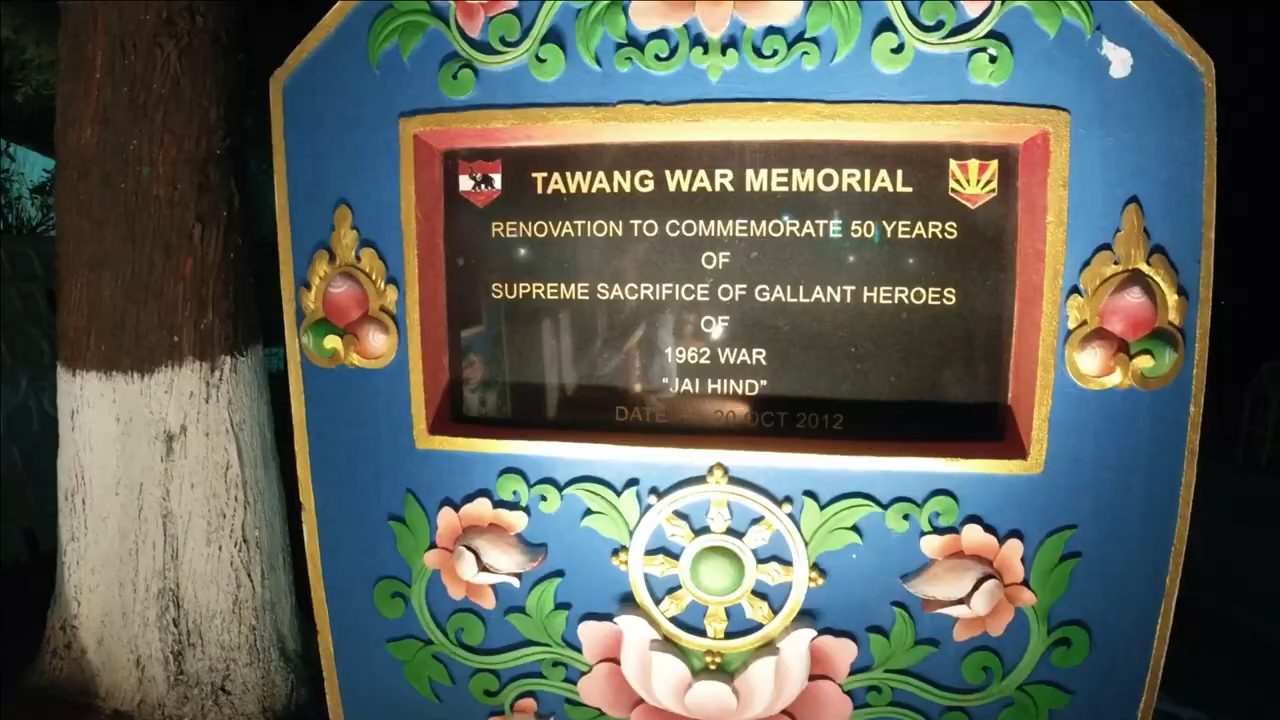 TAWANG WAR MEMORIAL
RENOVATION TO COMMEMORATE 50 YEARS
OF
SUPREME SACRIFICE OF GALLANT HEROES
OF
1962 WAR
“JAI HIND”
DATE 20 OCT 2012